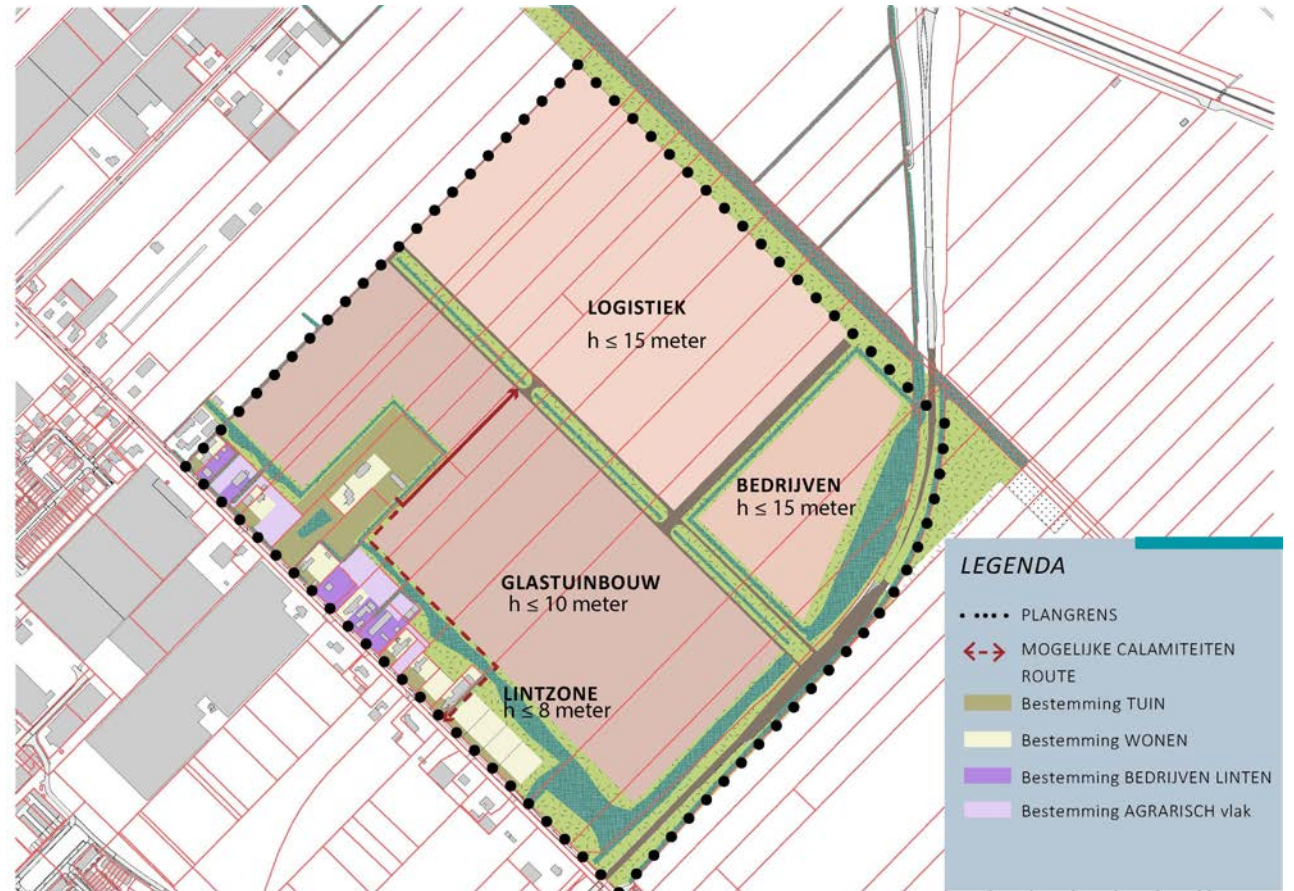 LOGISTIEK
h ≤ 15 meter
BEDRIJVEN
h ≤ 15 meter
GLASTUINBOUW
h ≤ 10 meter
LINTZONE
h ≤ 8 meter
LEGENDA
PLANGRENS
MOGELIJKE CALAMITEITEN
ROUTE
Bestemming TUIN
Bestemming WONEN
Bestemming BEDRIJVEN LINTEN
Bestemming AGRARISCH vlak